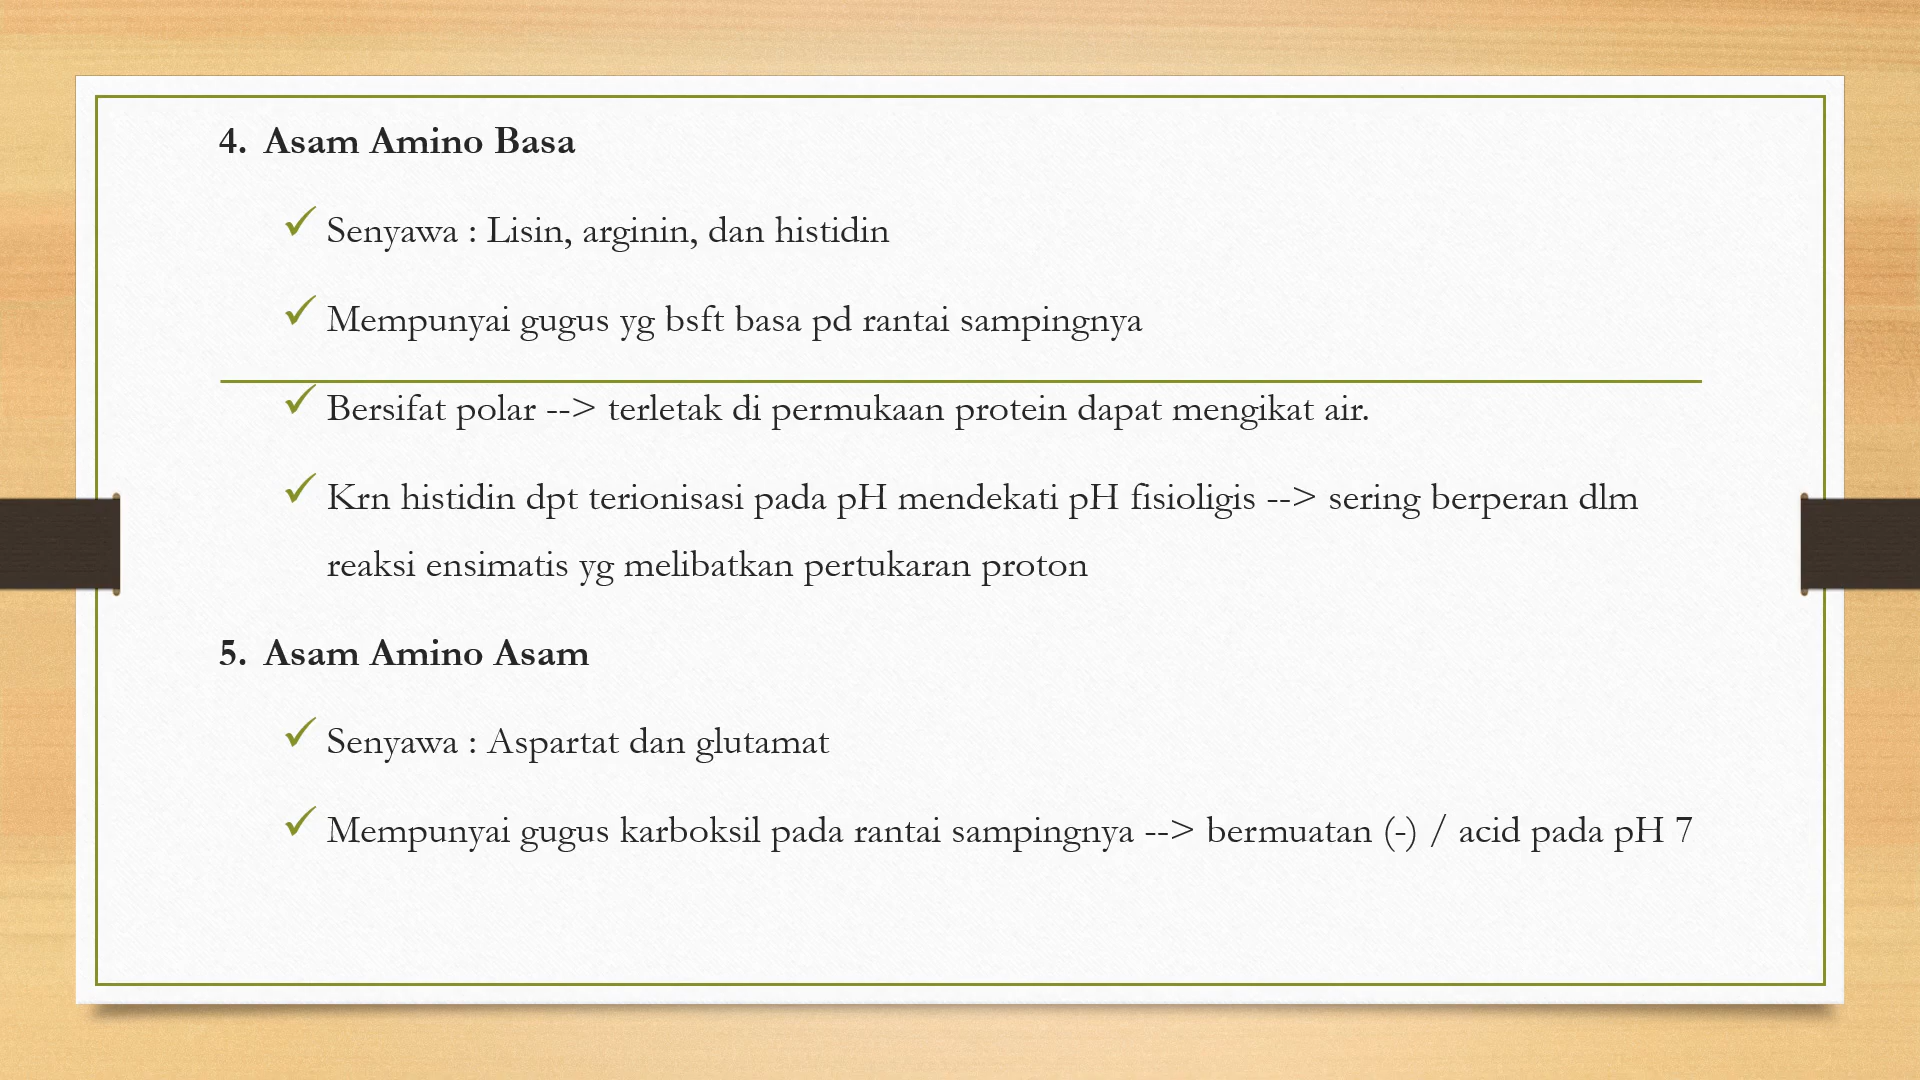 4. Asam Amino Basa
✓ Senyawa : Lisin, arginin, dan histidin
✓ Mempunyai gugus yg bsft basa pd rantai sampingnya
✓ Bersifat polar --> terletak di permukaan protein dapat mengikat air.
✓ Krn histidin dpt terionisasi pada pH mendekati pH fisioligis --> sering berperan dlm
reaksi ensimatis yg melibatkan pertukaran proton
5. Asam Amino Asam
✓ Senyawa : Aspartat dan glutamat
✓ Mempunyai gugus karboksil pada rantai sampingnya --> bermuatan (-) / acid pada pH 7